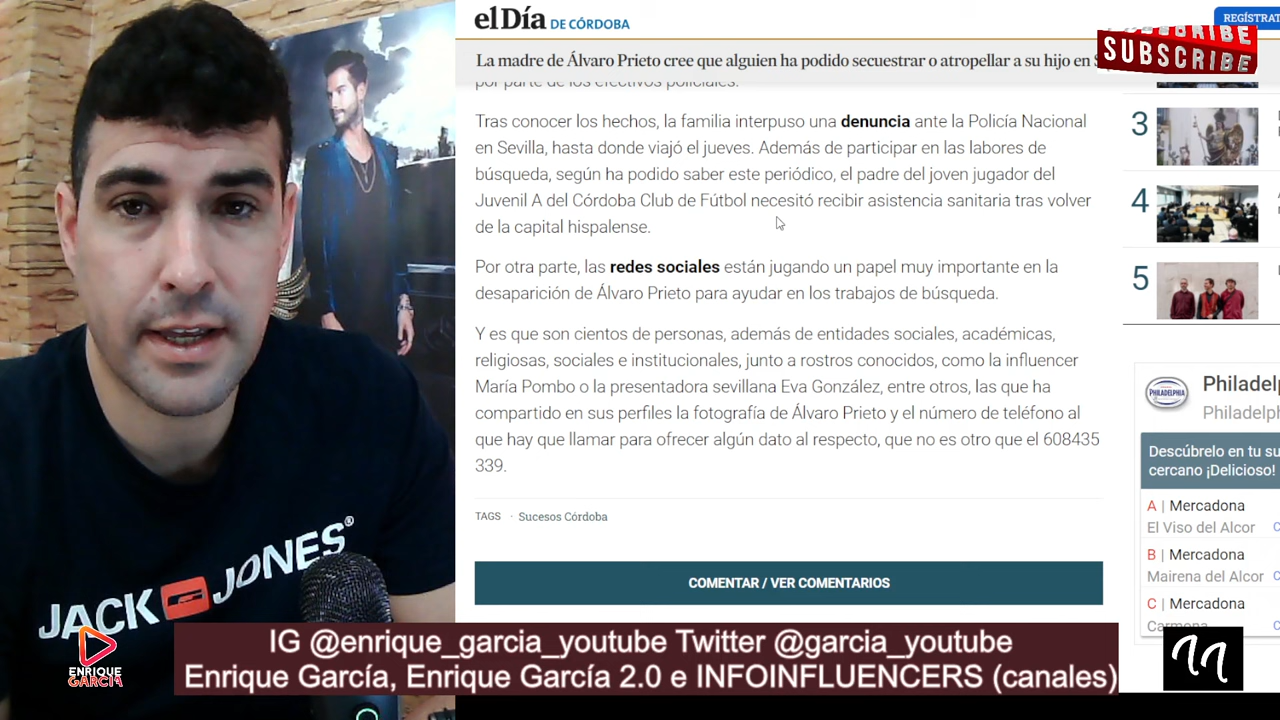 el Día DE CÓRDOBA
REGÍSTRAT
SUBSCRIBE
SUBSCRIBE
La madre de Álvaro Prieto cree que alguien ha podido secuestrar o atropellar a su hijo en S
por parte de los efectivos policiales.
Tras conocer los hechos, la familia interpuso una denuncia ante la Policía Nacional
en Sevilla, hasta donde viajó el jueves. Además de participar en las labores de
búsqueda, según ha podido saber este periódico, el padre del joven jugador del
Juvenil A del Córdoba Club de Fútbol necesitó recibir asistencia sanitaria tras volver
de la capital hispalense.
Por otra parte, las redes sociales están jugando un papel muy importante en la
desaparición de Álvaro Prieto para ayudar en los trabajos de búsqueda.
Y es que son cientos de personas, además de entidades sociales, académicas,
religiosas, sociales e institucionales, junto a rostros conocidos, como la influencer
María Pombo o la presentadora sevillana Eva González, entre otros, las que ha
compartido en sus perfiles la fotografía de Álvaro Prieto y el número de teléfono al
que hay que llamar para ofrecer algún dato al respecto, que no es otro que el 608435
339.
TAGS · Sucesos Córdoba
COMENTAR / VER COMENTARIOS
3
4
5
PHILADELPHIA
Philadelp
Philadelph
Descúbrelo en tu su
cercano ¡Delicioso!
A | Mercadona
El Viso del Alcor
B | Mercadona
Mairena del Alcor
C | Mercadona
Carmona
JACK JONES®
ENRIQUE
GARCÍA
IG @enrique_garcia_youtube Twitter @garcia_youtube
Enrique García, Enrique García 2.0 e INFOINFLUENCERS (canales)